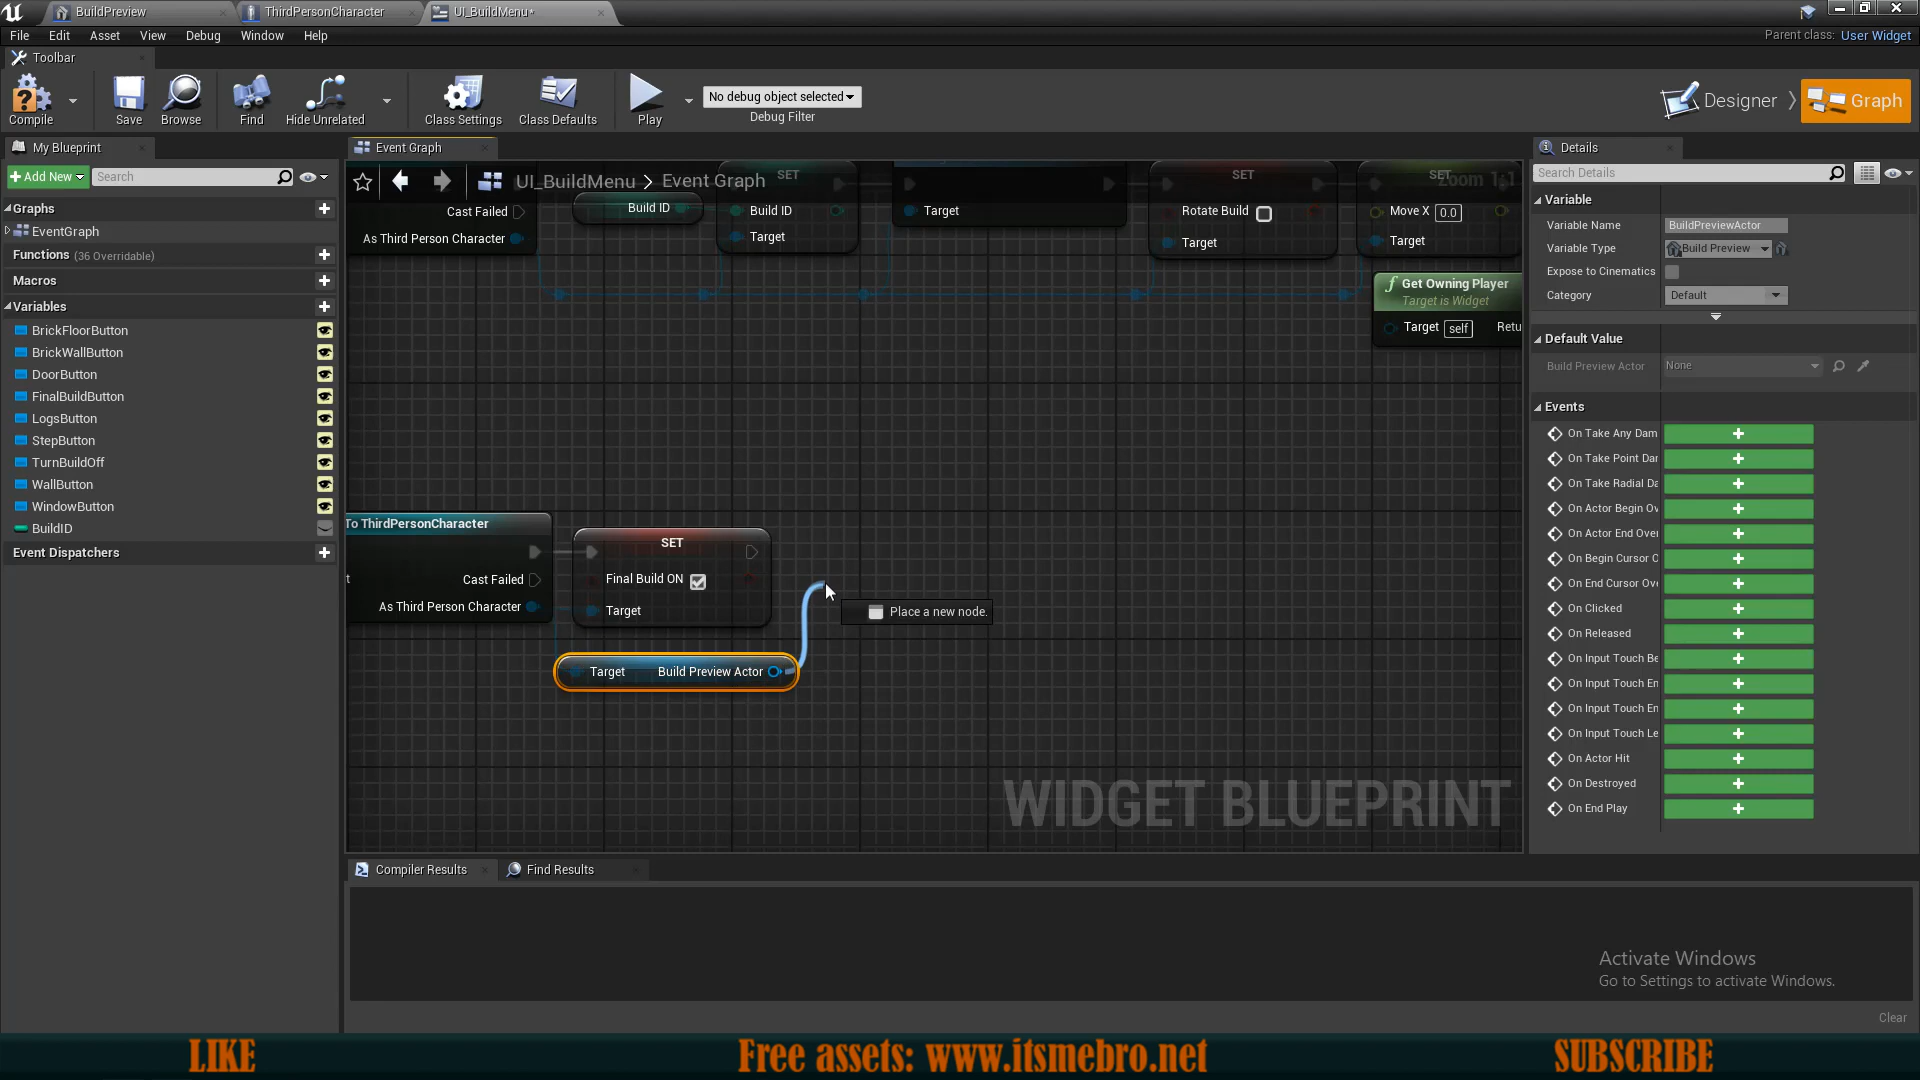 BuildPreview
ThirdPersonCharacter
UI_BuildMenu*
File Edit Asset View Debug Window Help
Parent class: User Widget
Toolbar
Compile
Save
Browse
Find
Hide Unrelated
Class Settings
Class Defaults
Play
No debug object selected
Debug Filter
Designer
Graph
My Blueprint
Add New
Search
Graphs
EventGraph
Functions (36 Overridable)
Macros
Variables
BrickFloorButton
BrickWallButton
DoorButton
FinalBuildButton
LogsButton
StepButton
TurnBuildOff
WallButton
WindowButton
BuildID
Event Dispatchers
Event Graph
UI_BuildMenu > Event Graph
Zoom 1:1
Cast Failed
As Third Person Character
Build ID
SET
Build ID
Target
Target
SET
Rotate Build
Target
SET
Move X 0.0
Target
Get Owning Player
Target is Widget
Target self Retu
To ThirdPersonCharacter
Cast Failed
As Third Person Character
SET
Final Build ON
Target
Target Build Preview Actor
Place a new node.
WIDGET BLUEPRINT
Compiler Results
Find Results
Clear
Details
Search Details
Variable
Variable Name BuildPreviewActor
Variable Type Build Preview
Expose to Cinematics
Category Default
Default Value
Build Preview Actor None
Events
On Take Any Dam
On Take Point Dar
On Take Radial Da
On Actor Begin Ov
On Actor End Over
On Begin Cursor O
On End Cursor Ove
On Clicked
On Released
On Input Touch Be
On Input Touch En
On Input Touch En
On Input Touch Le
On Actor Hit
On Destroyed
On End Play
Activate Windows
Go to Settings to activate Windows.
LIKE
Free assets: www.itsmebro.net
SUBSCRIBE